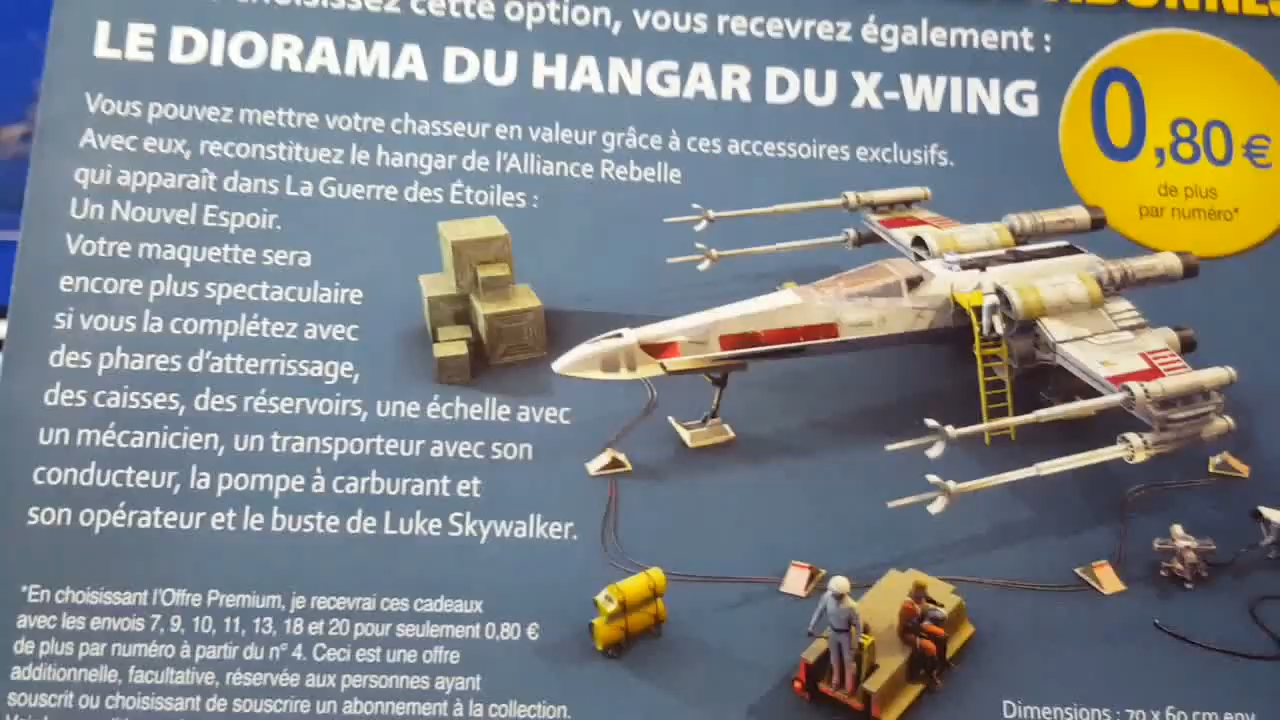 choisissez cette option, vous recevrez également :
LE DIORAMA DU HANGAR DU X-WING
Vous pouvez mettre votre chasseur en valeur grâce à ces accessoires exclusifs.
Avec eux, reconstituez le hangar de l'Alliance Rebelle
qui apparaît dans La Guerre des Étoiles :
Un Nouvel Espoir.
Votre maquette sera
encore plus spectaculaire
si vous la complétez avec
des phares d'atterrissage,
des caisses, des réservoirs, une échelle avec
un mécanicien, un transporteur avec son
conducteur, la pompe à carburant et
son opérateur et le buste de Luke Skywalker.
0,80 €
de plus
par numéro*
*En choisissant l'Offre Premium, je recevrai ces cadeaux
avec les envois 7, 9, 10, 11, 13, 18 et 20 pour seulement 0,80 €
de plus par numéro à partir du n° 4. Ceci est une offre
additionnelle, facultative, réservée aux personnes ayant
souscrit ou choisissant de souscrire un abonnement à la collection.
Dimensions : 70 x 60 cm env.